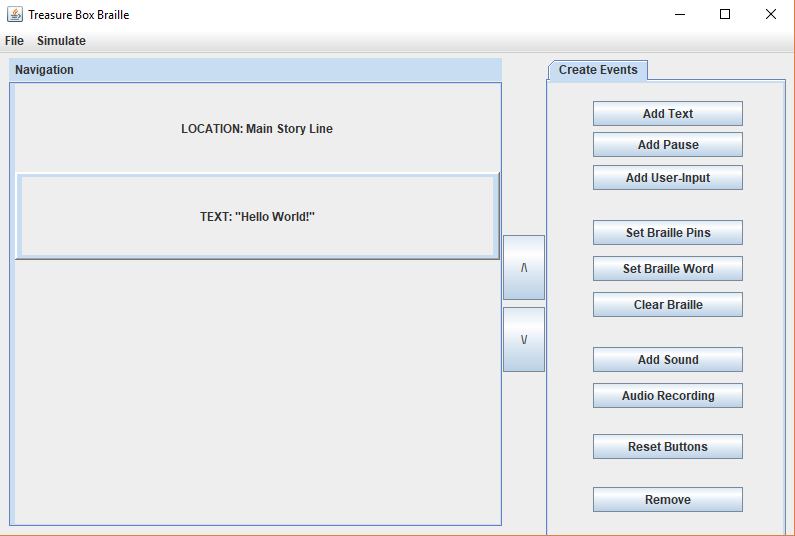 Treasure Box Braille
File Simulate
Navigation
LOCATION: Main Story Line
TEXT: "Hello World!"
/\
\/
Create Events
Add Text
Add Pause
Add User-Input
Set Braille Pins
Set Braille Word
Clear Braille
Add Sound
Audio Recording
Reset Buttons
Remove